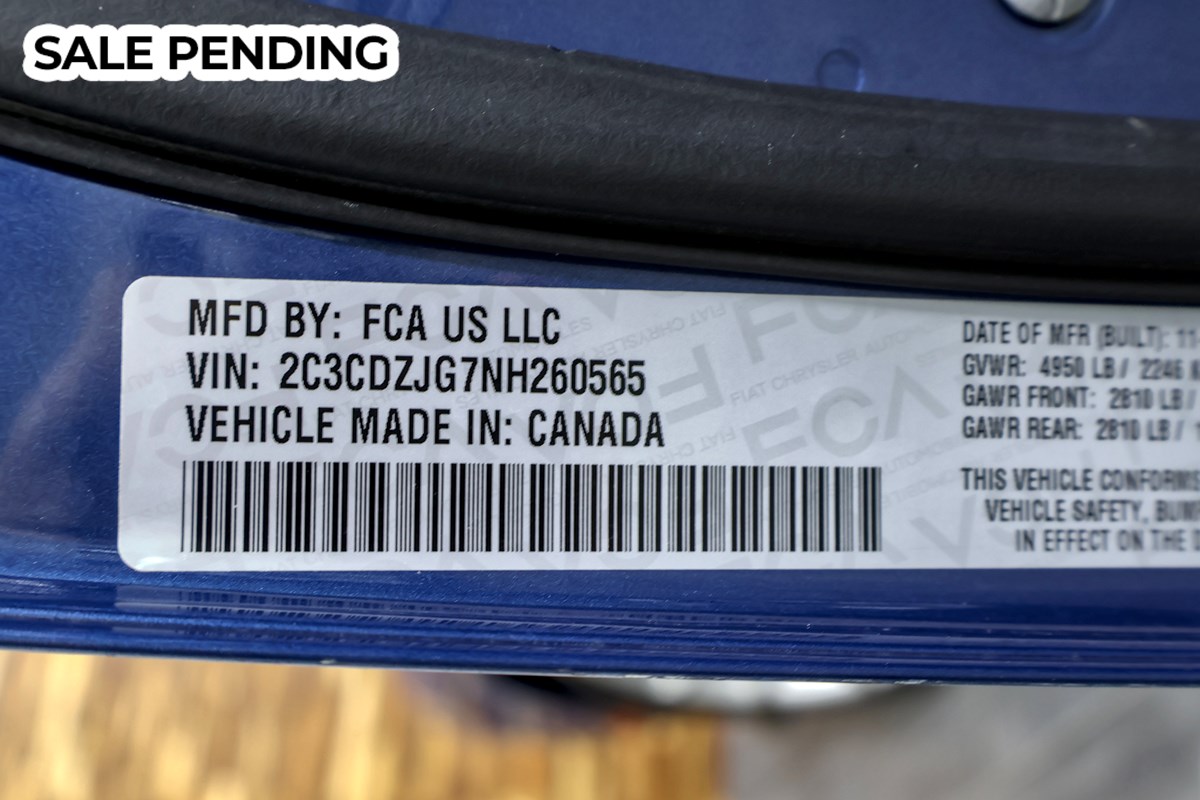 SALE PENDING
MFD BY: FCA US LLC
VIN: 2C3CDZJG7NH260565
VEHICLE MADE IN: CANADA
DATE OF MFR (BUILT): 11-
GVWR: 4950 LB / 2246
GAWR FRONT: 2810 LB /
GAWR REAR: 2810 LB /
THIS VEHICLE CONFORMS
VEHICLE SAFETY,
IN EFFECT ON THE